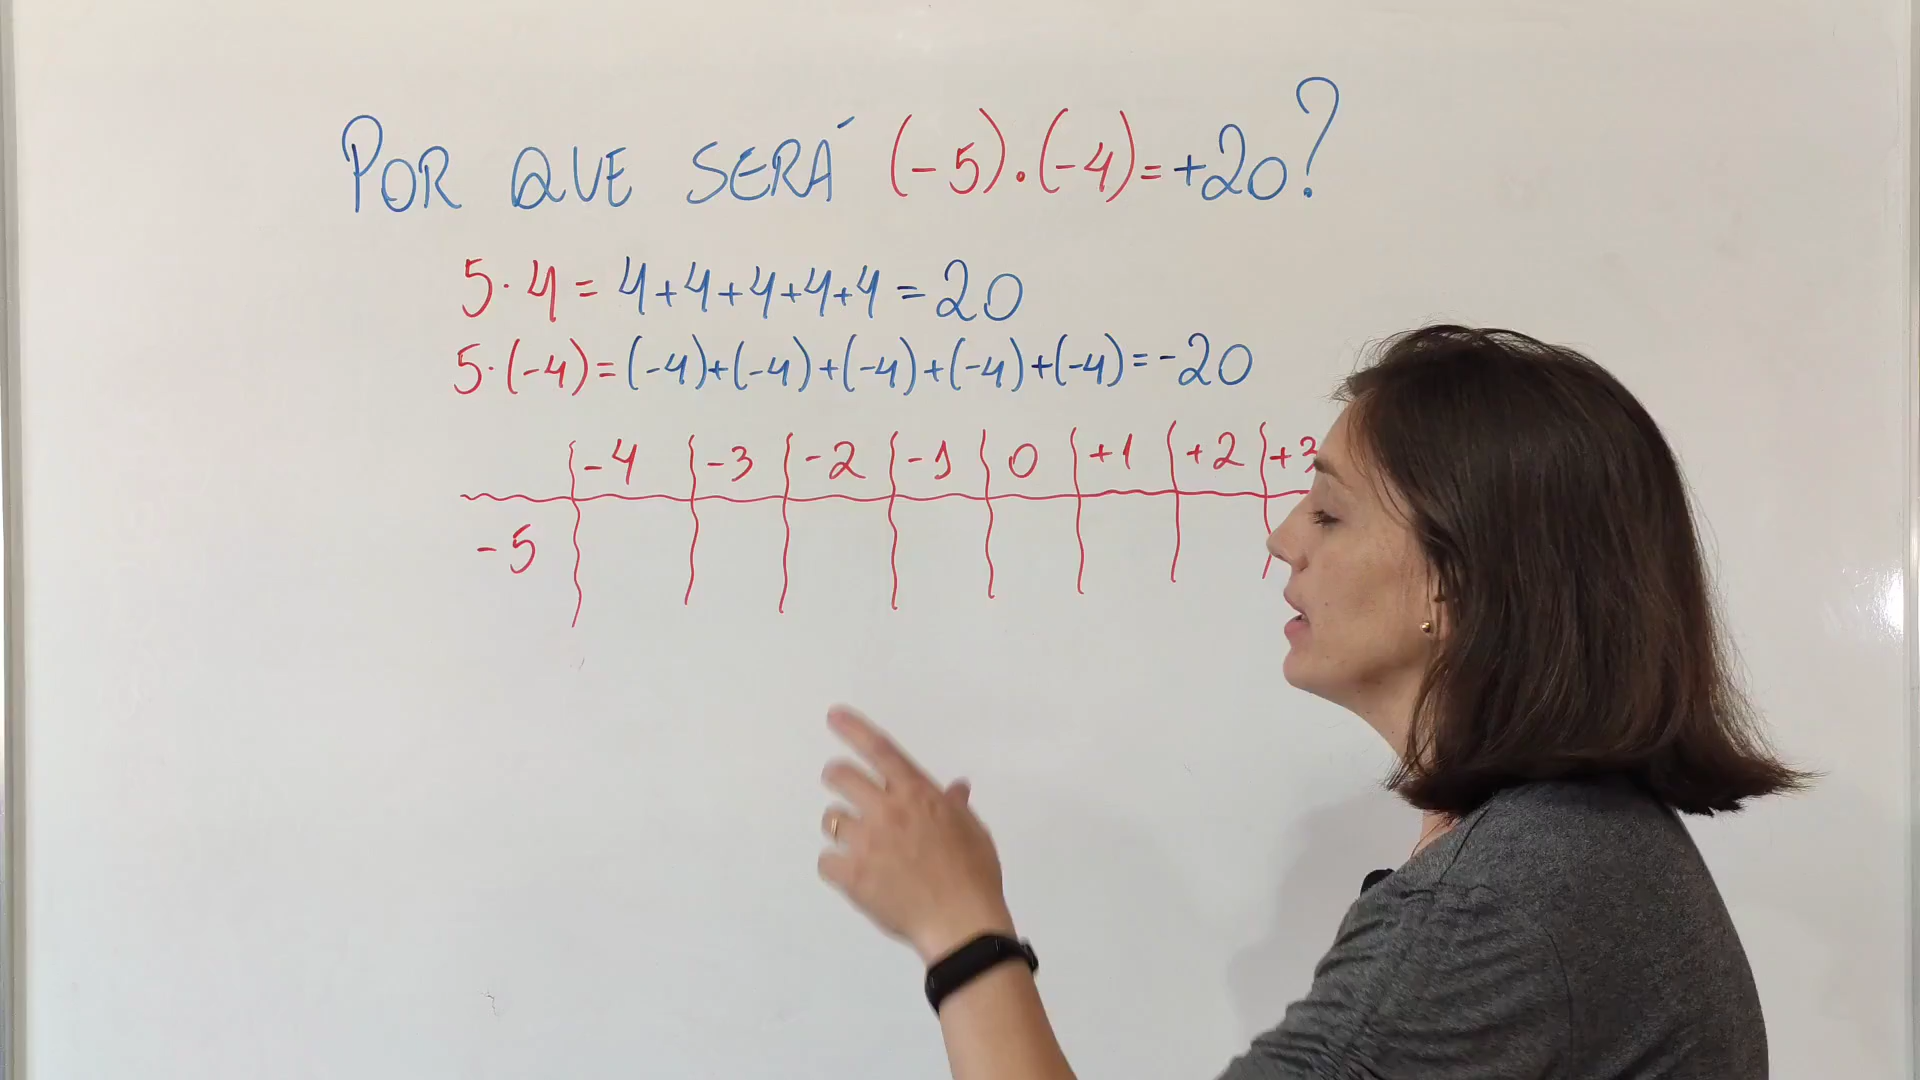 POR QUE SERÁ (-5).(-4)=+20?
5·4=4+4+4+4+4=20
5·(-4)=(-4)+(-4)+(-4)+(-4)+(-4)=-20
-4 -3 -2 -1 0 +1 +2 +3
-5